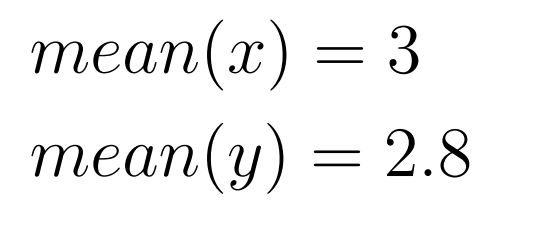 mean(x) = 3
mean(y) = 2.8